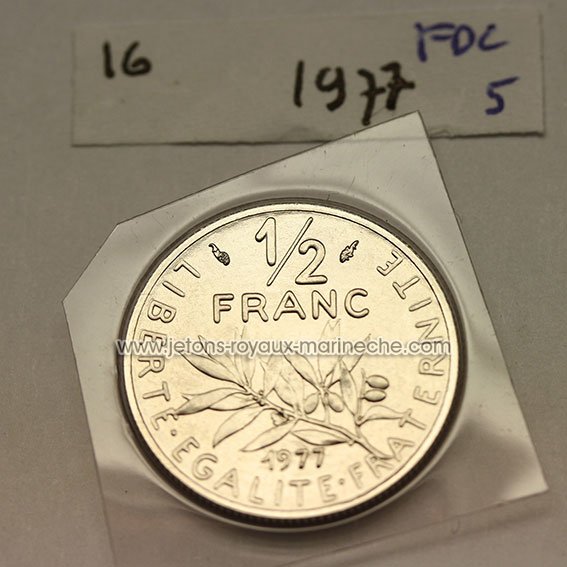 16 1977 FDC
5
1/2
FRANC
LIBERTE·EGALITE·FRATERNITE
1977
www.jetons-royaux-marineche.com